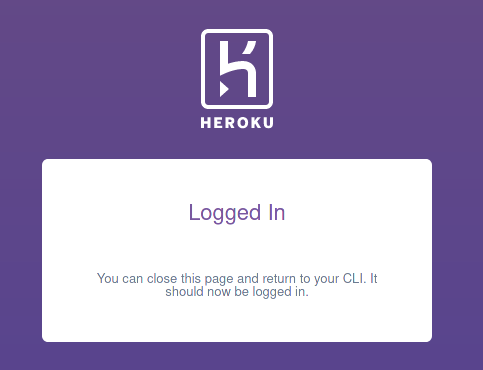 HEROKU
Logged In
You can close this page and return to your CLI. It
should now be logged in.